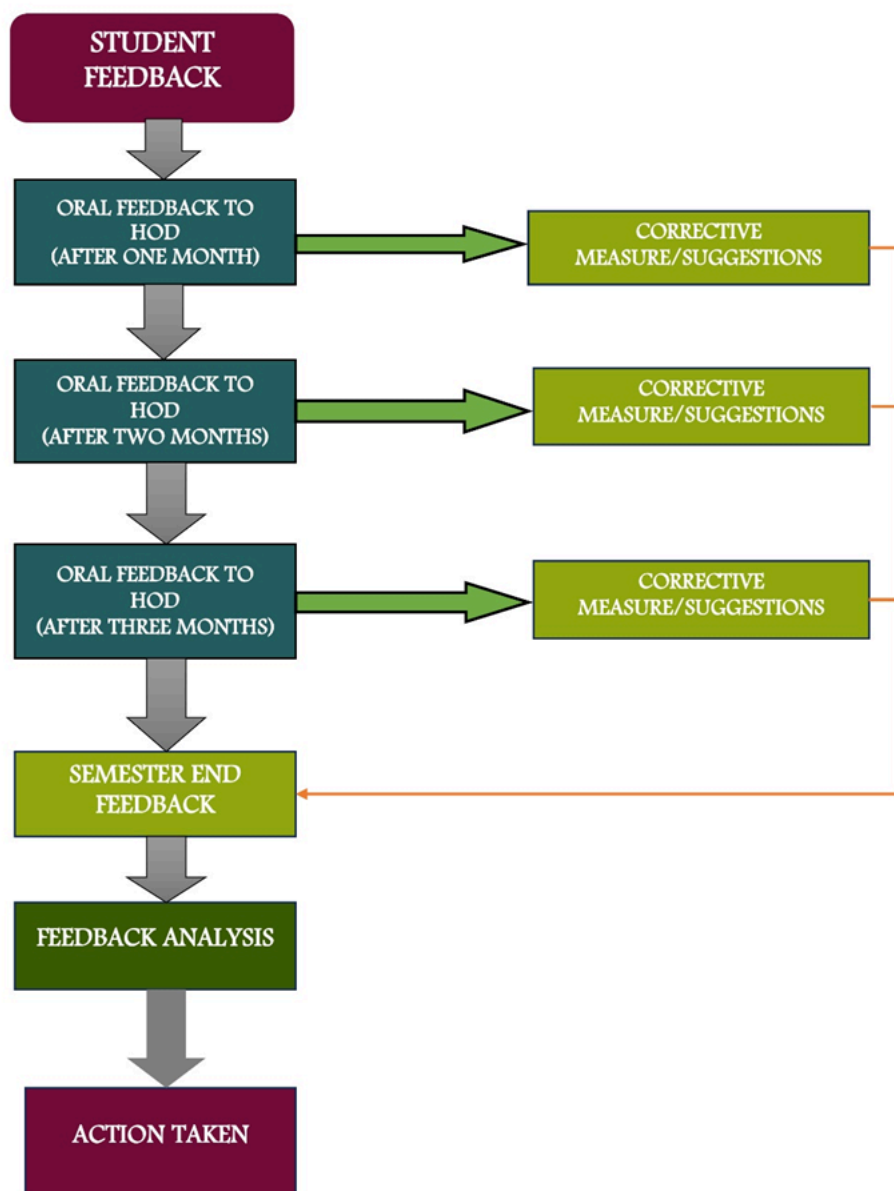 STUDENT
FEEDBACK
ORAL FEEDBACK TO
HOD
(AFTER ONE MONTH)
CORRECTIVE
MEASURE/SUGGESTIONS
ORAL FEEDBACK TO
HOD
(AFTER TWO MONTHS)
CORRECTIVE
MEASURE/SUGGESTIONS
ORAL FEEDBACK TO
HOD
(AFTER THREE MONTHS)
CORRECTIVE
MEASURE/SUGGESTIONS
SEMESTER END
FEEDBACK
FEEDBACK ANALYSIS
ACTION TAKEN